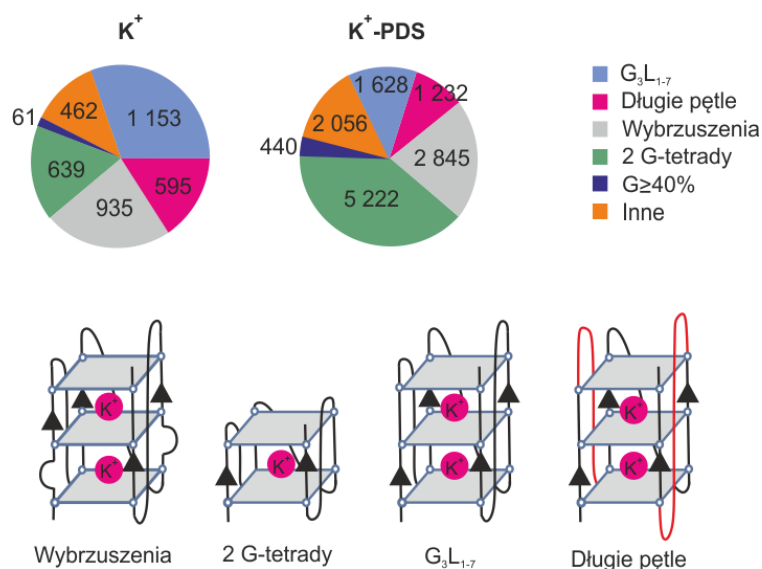 K⁺
K⁺-PDS
1 153
595
935
639
61
462
1 628
1 232
2 845
5 222
440
2 056
G₃L₁₋₇
Długie pętle
Wybrzuszenia
2 G-tetrady
G≥40%
Inne
K⁺
K⁺
K⁺
K⁺
K⁺
K⁺
K⁺
Wybrzuszenia
2 G-tetrady
G₃L₁₋₇
Długie pętle